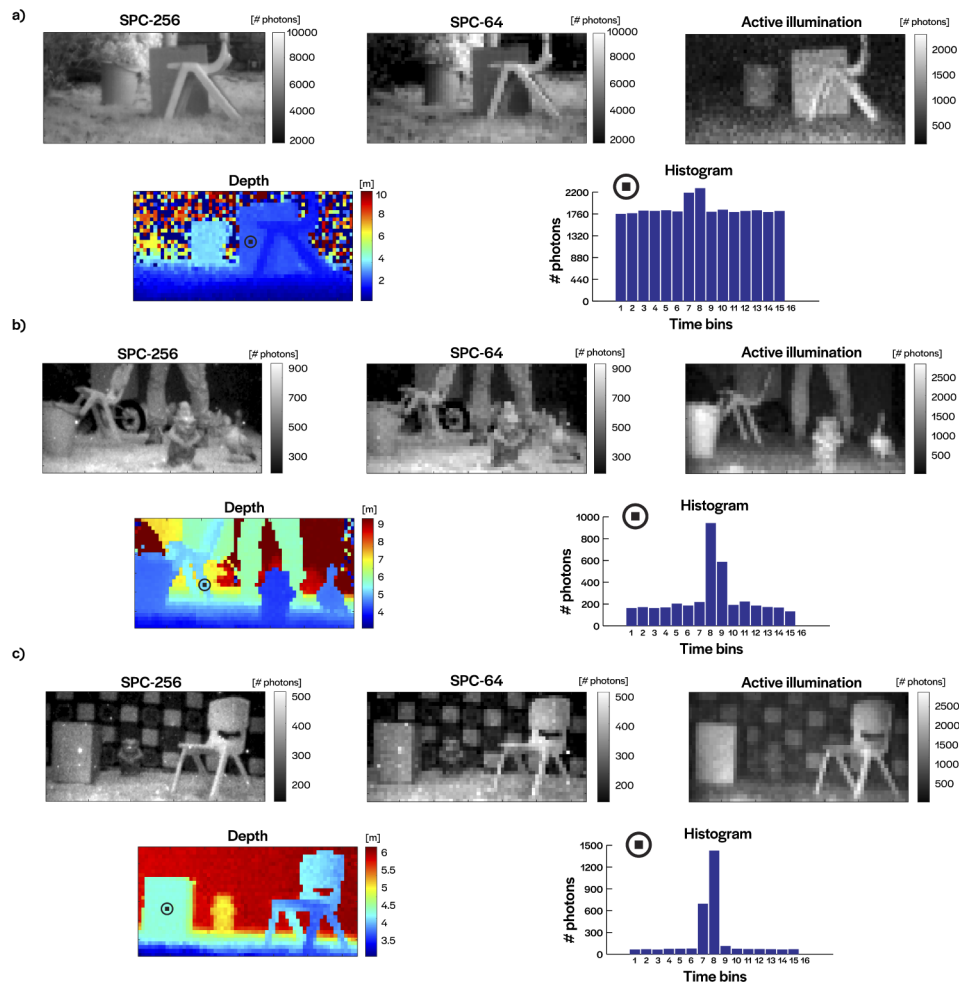 a)
SPC-256 [# photons]
10000
8000
6000
4000
2000
SPC-64 [# photons]
10000
8000
6000
4000
2000
Active illumination [# photons]
2000
1500
1000
500
Depth [m]
10
8
6
4
2
Histogram
# photons
2200
1760
1320
880
440
0
1 2 3 4 5 6 7 8 9 10 11 12 13 14 15 16
Time bins
b)
SPC-256 [# photons]
900
700
500
300
SPC-64 [# photons]
900
700
500
300
Active illumination [# photons]
2500
2000
1500
1000
500
Depth [m]
9
8
7
6
5
4
Histogram
# photons
1000
800
600
400
200
0
1 2 3 4 5 6 7 8 9 10 11 12 13 14 15 16
Time bins
c)
SPC-256 [# photons]
500
400
300
200
SPC-64 [# photons]
500
400
300
200
Active illumination [# photons]
2500
2000
1500
1000
500
Depth [m]
6
5.5
5
4.5
4
3.5
Histogram
# photons
1500
1200
900
600
300
0
1 2 3 4 5 6 7 8 9 10 11 12 13 14 15 16
Time bins